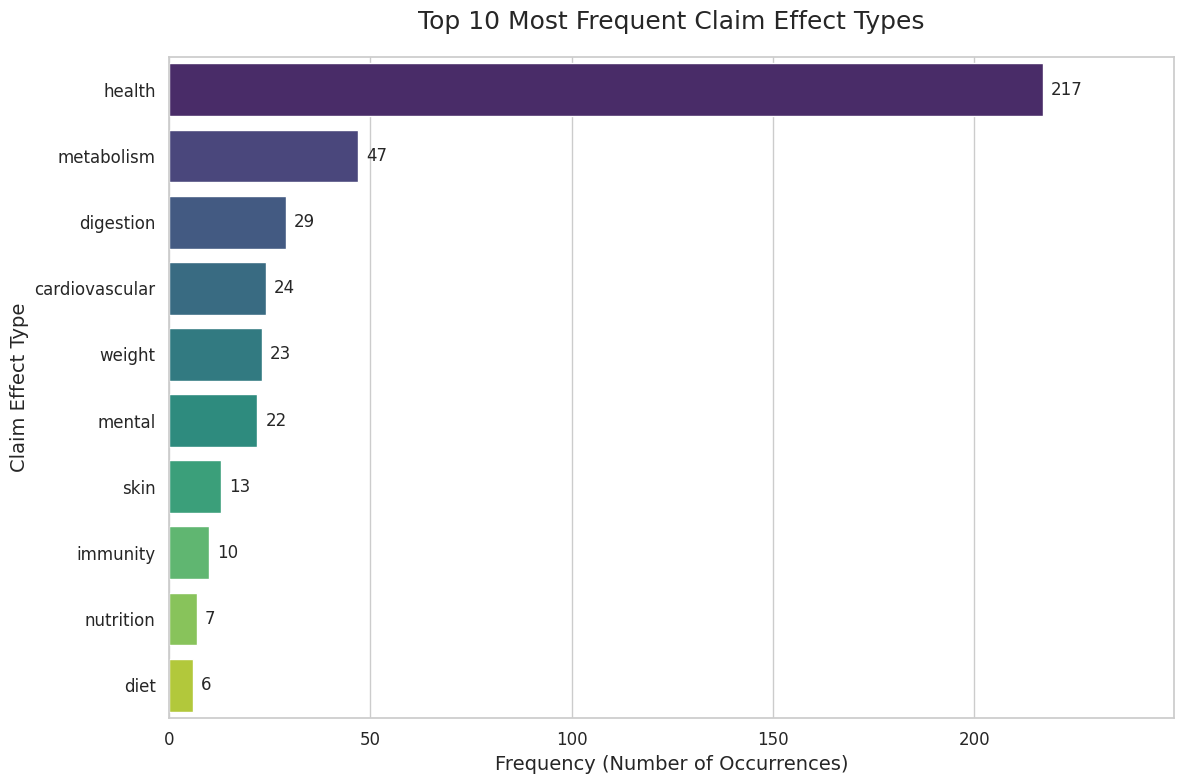 Top 10 Most Frequent Claim Effect Types
health 217
metabolism 47
digestion 29
cardiovascular 24
weight 23
mental 22
skin 13
immunity 10
nutrition 7
diet 6
Claim Effect Type
0 50 100 150 200
Frequency (Number of Occurrences)